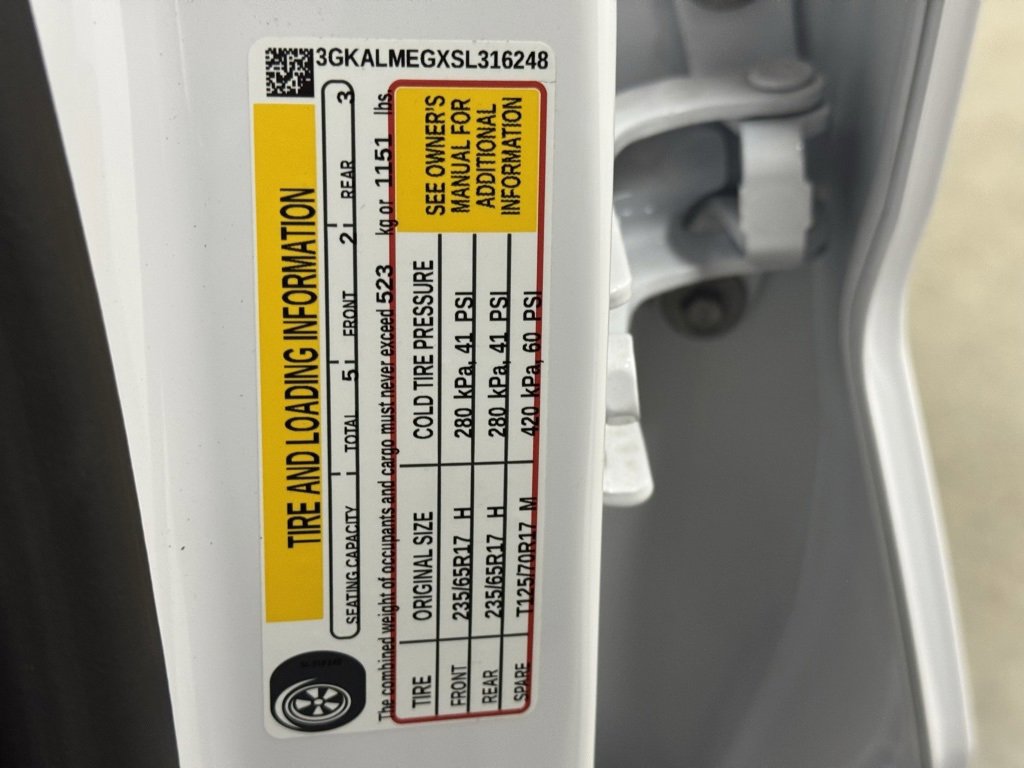 3GKALMEGXSL316248
TIRE AND LOADING INFORMATION
SEATING CAPACITY TOTAL 5 FRONT 2 REAR 3
The combined weight of occupants and cargo must never exceed 523 kg or 1151 lbs.
TIRE ORIGINAL SIZE COLD TIRE PRESSURE
FRONT 235/65R17 H 280 kPa, 41 PSI
REAR 235/65R17 H 280 kPa, 41 PSI
SPARE T125/70R17 M 420 kPa, 60 PSI
SEE OWNER'S
MANUAL FOR
ADDITIONAL
INFORMATION